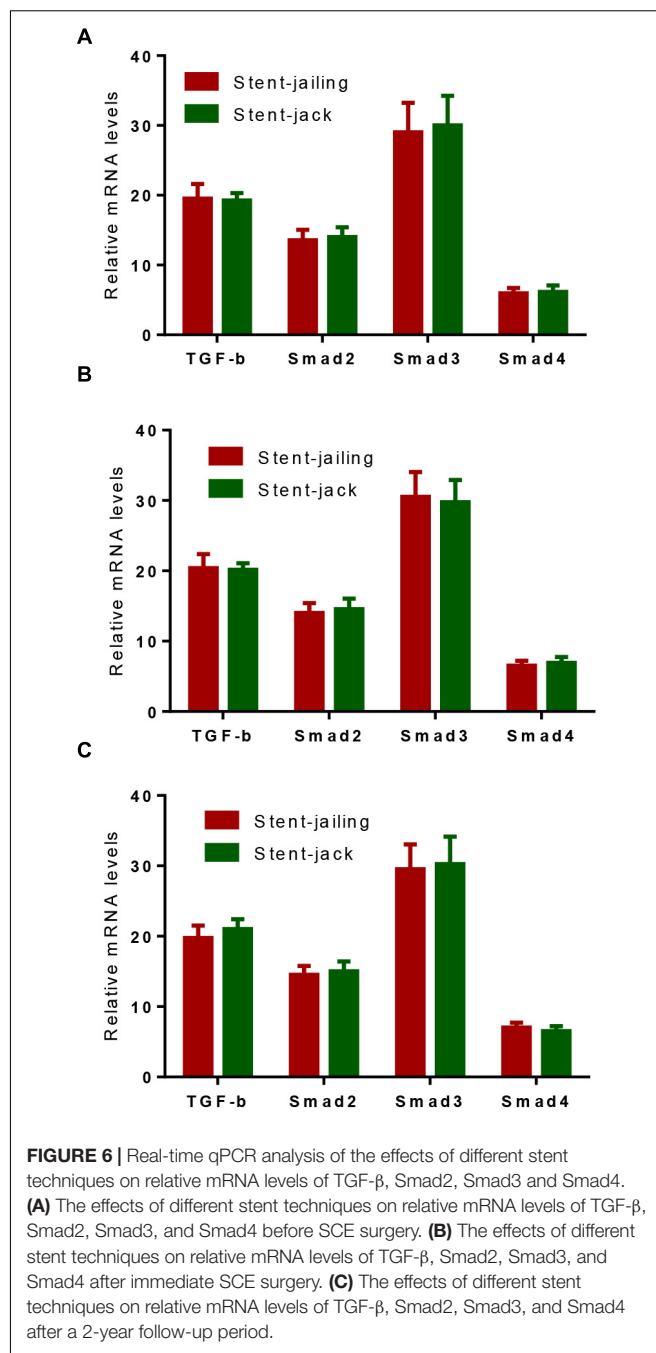 A
40
30
20
10
0
Relative mRNA levels
Stent-jailing
Stent-jack
TGF-b Smad2 Smad3 Smad4
B
40
30
20
10
0
Relative mRNA levels
Stent-jailing
Stent-jack
TGF-b Smad2 Smad3 Smad4
C
40
30
20
10
0
Relative mRNA levels
Stent-jailing
Stent-jack
TGF-b Smad2 Smad3 Smad4
FIGURE 6 | Real-time qPCR analysis of the effects of different stent
techniques on relative mRNA levels of TGF-β, Smad2, Smad3 and Smad4.
(A) The effects of different stent techniques on relative mRNA levels of TGF-β,
Smad2, Smad3, and Smad4 before SCE surgery. (B) The effects of different
stent techniques on relative mRNA levels of TGF-β, Smad2, Smad3, and
Smad4 after immediate SCE surgery. (C) The effects of different stent
techniques on relative mRNA levels of TGF-β, Smad2, Smad3, and Smad4
after a 2-year follow-up period.